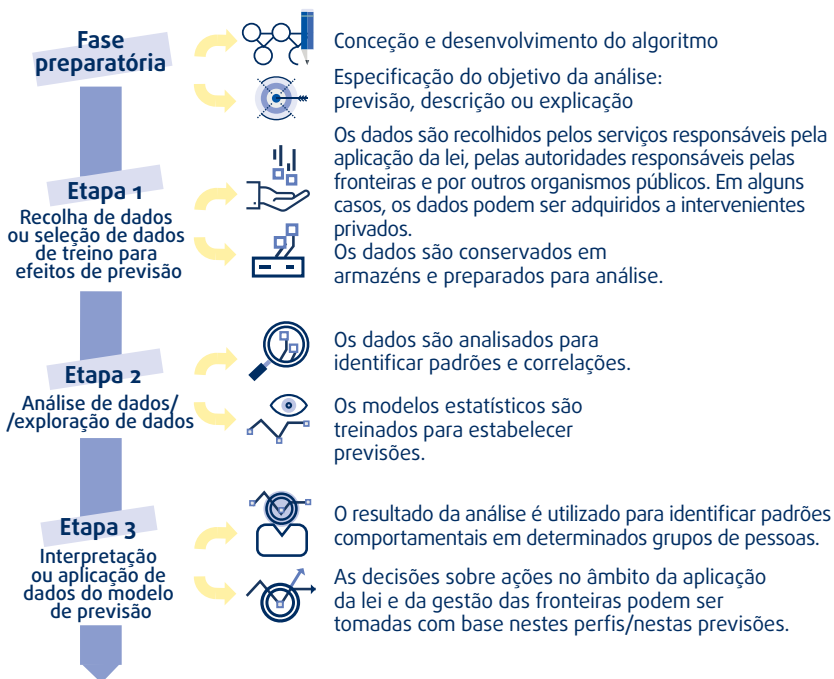 Fase
preparatória
Conceção e desenvolvimento do algoritmo
Especificação do objetivo da análise:
previsão, descrição ou explicação
Etapa 1
Recolha de dados
ou seleção de dados
de treino para
efeitos de previsão
Os dados são recolhidos pelos serviços responsáveis pela
aplicação da lei, pelas autoridades responsáveis pelas
fronteiras e por outros organismos públicos. Em alguns
casos, os dados podem ser adquiridos a intervenientes
privados.
Os dados são conservados em
armazéns e preparados para análise.
Etapa 2
Análise de dados/
/exploração de dados
Os dados são analisados para
identificar padrões e correlações.
Os modelos estatísticos são
treinados para estabelecer
previsões.
Etapa 3
Interpretação
ou aplicação de
dados do modelo
de previsão
O resultado da análise é utilizado para identificar padrões
comportamentais em determinados grupos de pessoas.
As decisões sobre ações no âmbito da aplicação
da lei e da gestão das fronteiras podem ser
tomadas com base nestes perfis/nestas previsões.